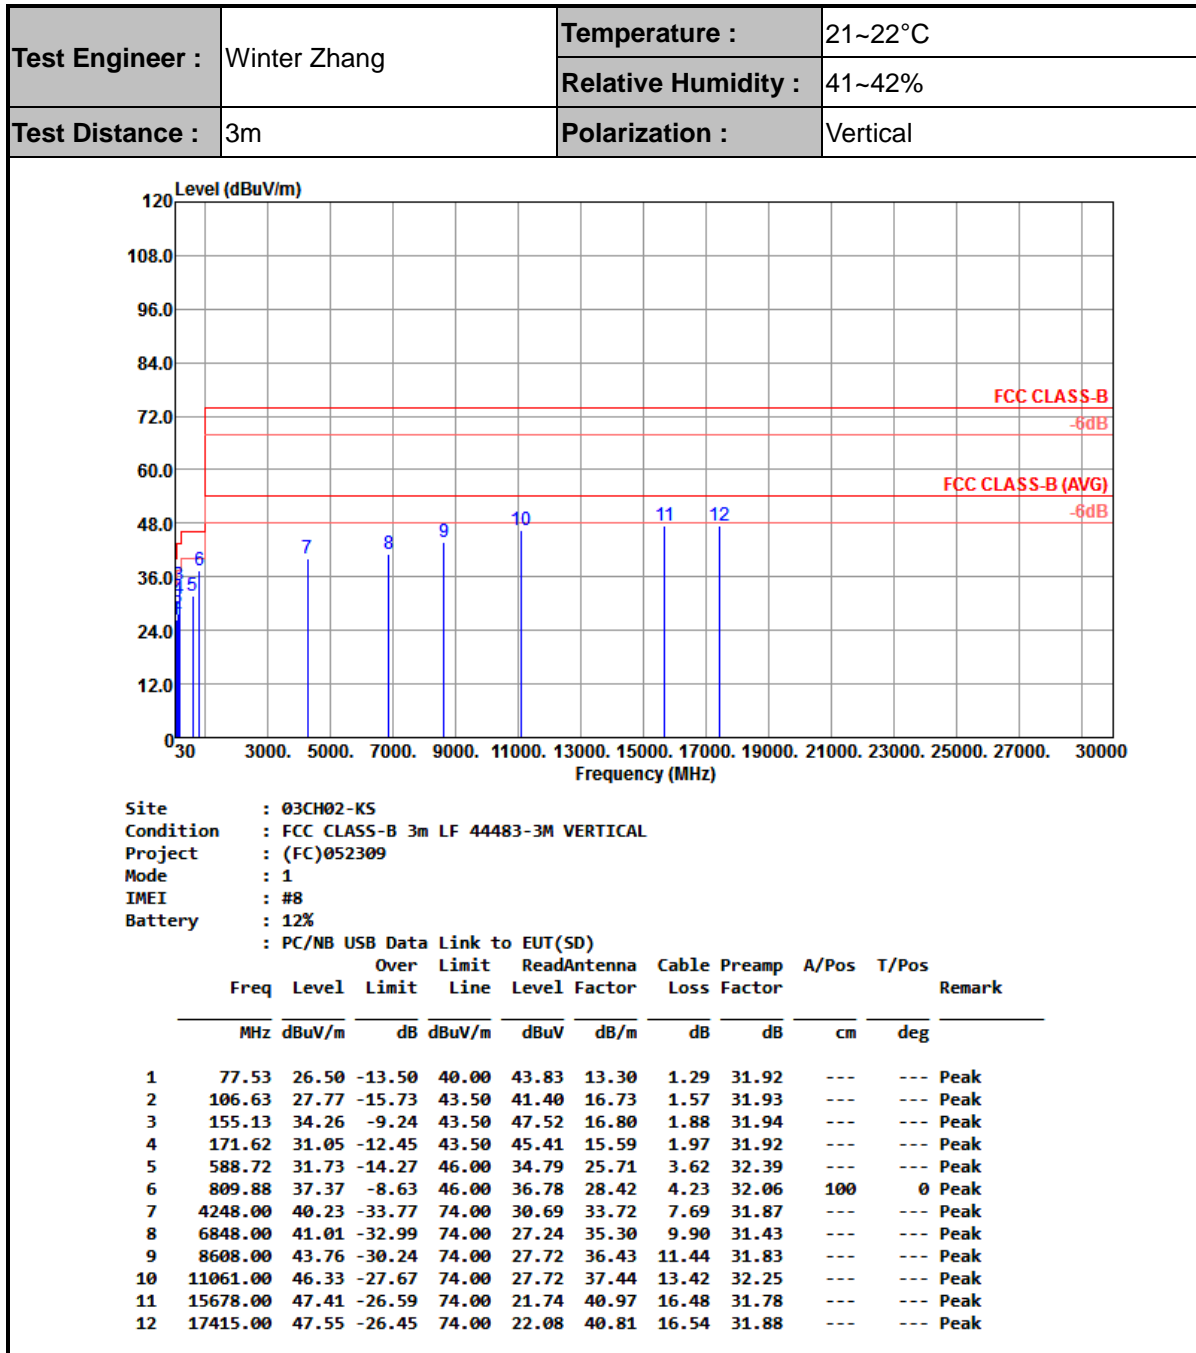 Test Engineer : Winter Zhang Temperature : 21~22°C
Relative Humidity : 41~42%
Test Distance : 3m Polarization : Vertical
Level (dBuV/m)
120
108.0
96.0
84.0
FCC CLASS-B
72.0
-6dB
60.0
FCC CLASS-B (AVG)
-6dB
48.0
11 12
10
9
8
7
6
36.0
3
4
5
24.0
12.0
0
30 3000. 5000. 7000. 9000. 11000. 13000. 15000. 17000. 19000. 21000. 23000. 25000. 27000. 30000
Frequency (MHz)
Site : 03CH02-KS
Condition : FCC CLASS-B 3m LF 44483-3M VERTICAL
Project : (FC)052309
Mode : 1
IMEI : #8
Battery : 12%
: PC/NB USB Data Link to EUT(SD)
Over Limit ReadAntenna Cable Preamp A/Pos T/Pos
Freq Level Limit Line Level Factor Loss Factor Remark
MHz dBuV/m dB dBuV/m dBuV dB/m dB dB cm deg
1 77.53 26.50 -13.50 40.00 43.83 13.30 1.29 31.92 --- --- Peak
2 106.63 27.77 -15.73 43.50 41.40 16.73 1.57 31.93 --- --- Peak
3 155.13 34.26 -9.24 43.50 47.52 16.80 1.88 31.94 --- --- Peak
4 171.62 31.05 -12.45 43.50 45.41 15.59 1.97 31.92 --- --- Peak
5 588.72 31.73 -14.27 46.00 34.79 25.71 3.62 32.39 --- --- Peak
6 809.88 37.37 -8.63 46.00 36.78 28.42 4.23 32.06 100 0 Peak
7 4248.00 40.23 -33.77 74.00 30.69 33.72 7.69 31.87 --- --- Peak
8 6848.00 41.01 -32.99 74.00 27.24 35.30 9.90 31.43 --- --- Peak
9 8608.00 43.76 -30.24 74.00 27.72 36.43 11.44 31.83 --- --- Peak
10 11061.00 46.33 -27.67 74.00 27.72 37.44 13.42 32.25 --- --- Peak
11 15678.00 47.41 -26.59 74.00 21.74 40.97 16.48 31.78 --- --- Peak
12 17415.00 47.55 -26.45 74.00 22.08 40.81 16.54 31.88 --- --- Peak